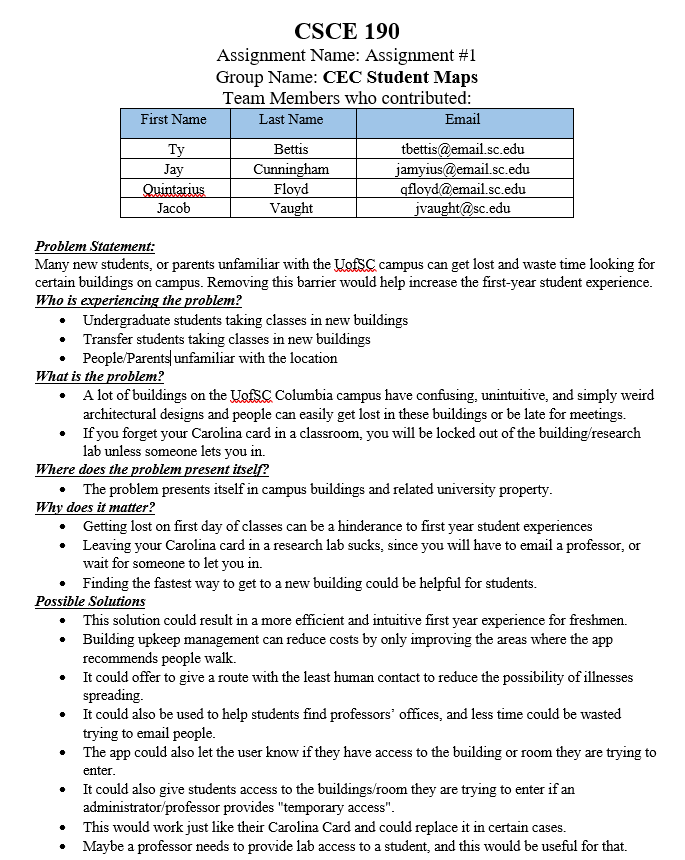 CSCE 190
Assignment Name: Assignment #1
Group Name: CEC Student Maps
Team Members who contributed:
First Name Last Name Email
Ty Bettis tbettis@email.sc.edu
Jay Cunningham jamyius@email.sc.edu
Quintarius Floyd qfloyd@email.sc.edu
Jacob Vaught jvaught@sc.edu
Problem Statement:
Many new students, or parents unfamiliar with the UofSC campus can get lost and waste time looking for
certain buildings on campus. Removing this barrier would help increase the first-year student experience.
Who is experiencing the problem?
• Undergraduate students taking classes in new buildings
• Transfer students taking classes in new buildings
• People/Parents unfamiliar with the location
What is the problem?
• A lot of buildings on the UofSC Columbia campus have confusing, unintuitive, and simply weird
architectural designs and people can easily get lost in these buildings or be late for meetings.
• If you forget your Carolina card in a classroom, you will be locked out of the building/research
lab unless someone lets you in.
Where does the problem present itself?
• The problem presents itself in campus buildings and related university property.
Why does it matter?
• Getting lost on first day of classes can be a hinderance to first year student experiences
• Leaving your Carolina card in a research lab sucks, since you will have to email a professor, or
wait for someone to let you in.
• Finding the fastest way to get to a new building could be helpful for students.
Possible Solutions
• This solution could result in a more efficient and intuitive first year experience for freshmen.
• Building upkeep management can reduce costs by only improving the areas where the app
recommends people walk.
• It could offer to give a route with the least human contact to reduce the possibility of illnesses
spreading.
• It could also be used to help students find professors’ offices, and less time could be wasted
trying to email people.
• The app could also let the user know if they have access to the building or room they are trying to
enter.
• It could also give students access to the buildings/room they are trying to enter if an
administrator/professor provides "temporary access".
• This would work just like their Carolina Card and could replace it in certain cases.
• Maybe a professor needs to provide lab access to a student, and this would be useful for that.